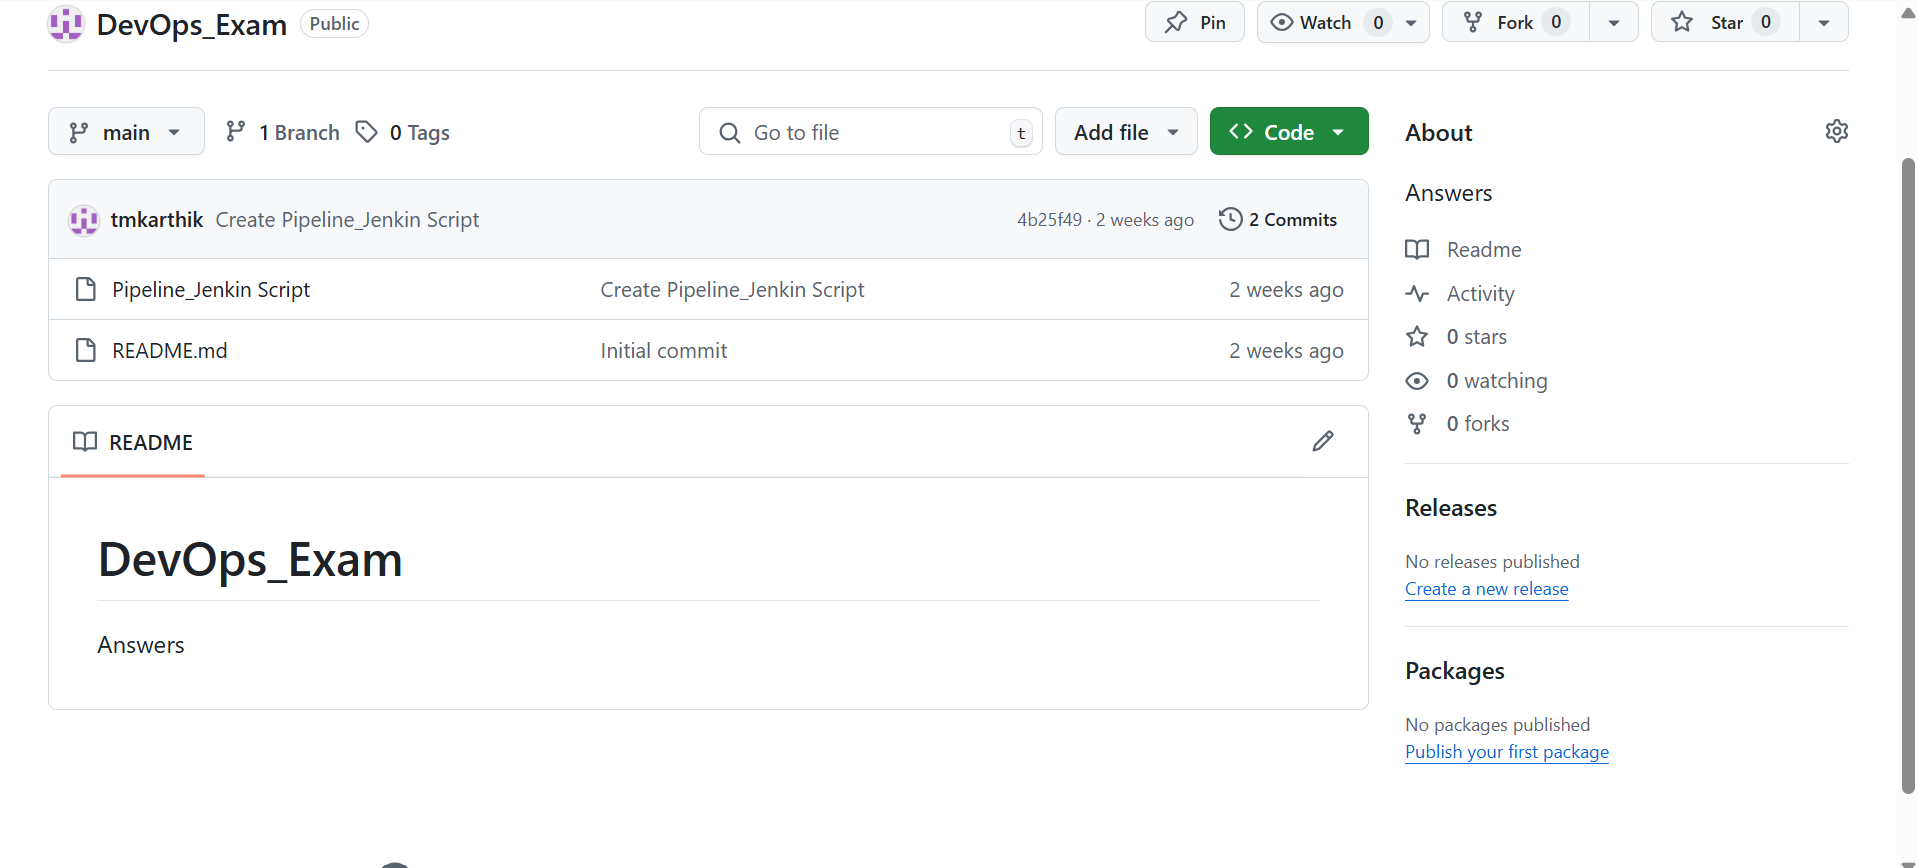 DevOps_Exam Public Pin Watch 0 Fork 0 Star 0
main 1 Branch 0 Tags Go to file t Add file Code
tmkarthik Create Pipeline_Jenkin Script 4b25f49 · 2 weeks ago 2 Commits
Pipeline_Jenkin Script Create Pipeline_Jenkin Script 2 weeks ago
README.md Initial commit 2 weeks ago
README
DevOps_Exam
Answers
About
Answers
Readme
Activity
0 stars
0 watching
0 forks
Releases
No releases published
Create a new release
Packages
No packages published
Publish your first package